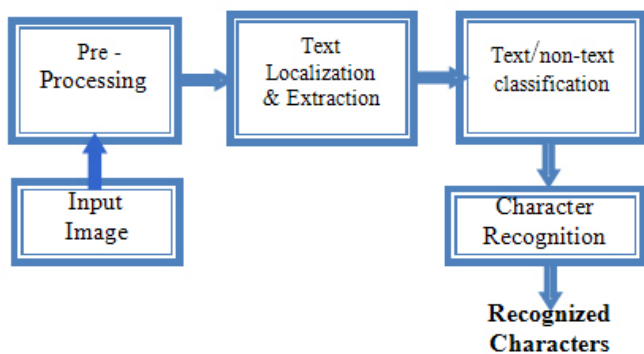 Pre -
Processing
Text
Localization
& Extraction
Text/non-text
classification
Input
Image
Character
Recognition
Recognized
Characters